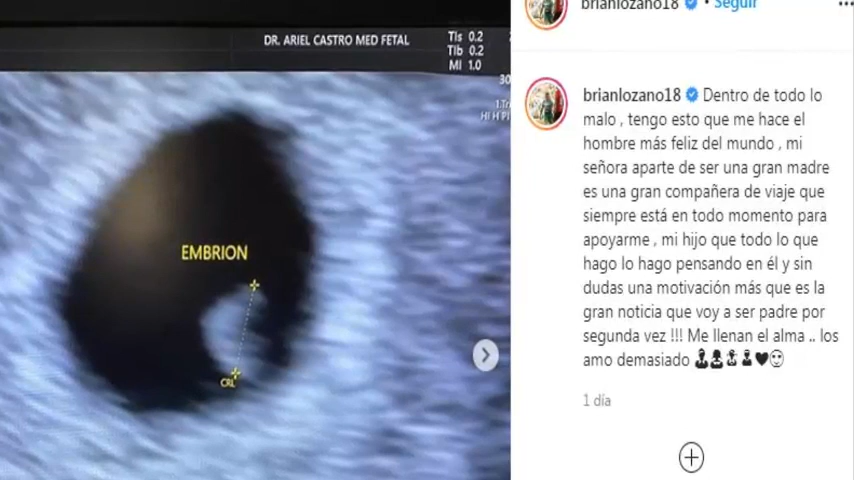 DR. ARIEL CASTRO MED FETAL
TIs 0.2
TIb 0.2
MI 1.0
EMBRION
CRL
brianlozano18 • Seguir
brianlozano18 Dentro de todo lo
malo , tengo esto que me hace el
hombre más feliz del mundo , mi
señora aparte de ser una gran madre
es una gran compañera de viaje que
siempre está en todo momento para
apoyarme , mi hijo que todo lo que
hago lo hago pensando en él y sin
dudas una motivación más que es la
gran noticia que voy a ser padre por
segunda vez !!! Me llenan el alma .. los
amo demasiado
1 día